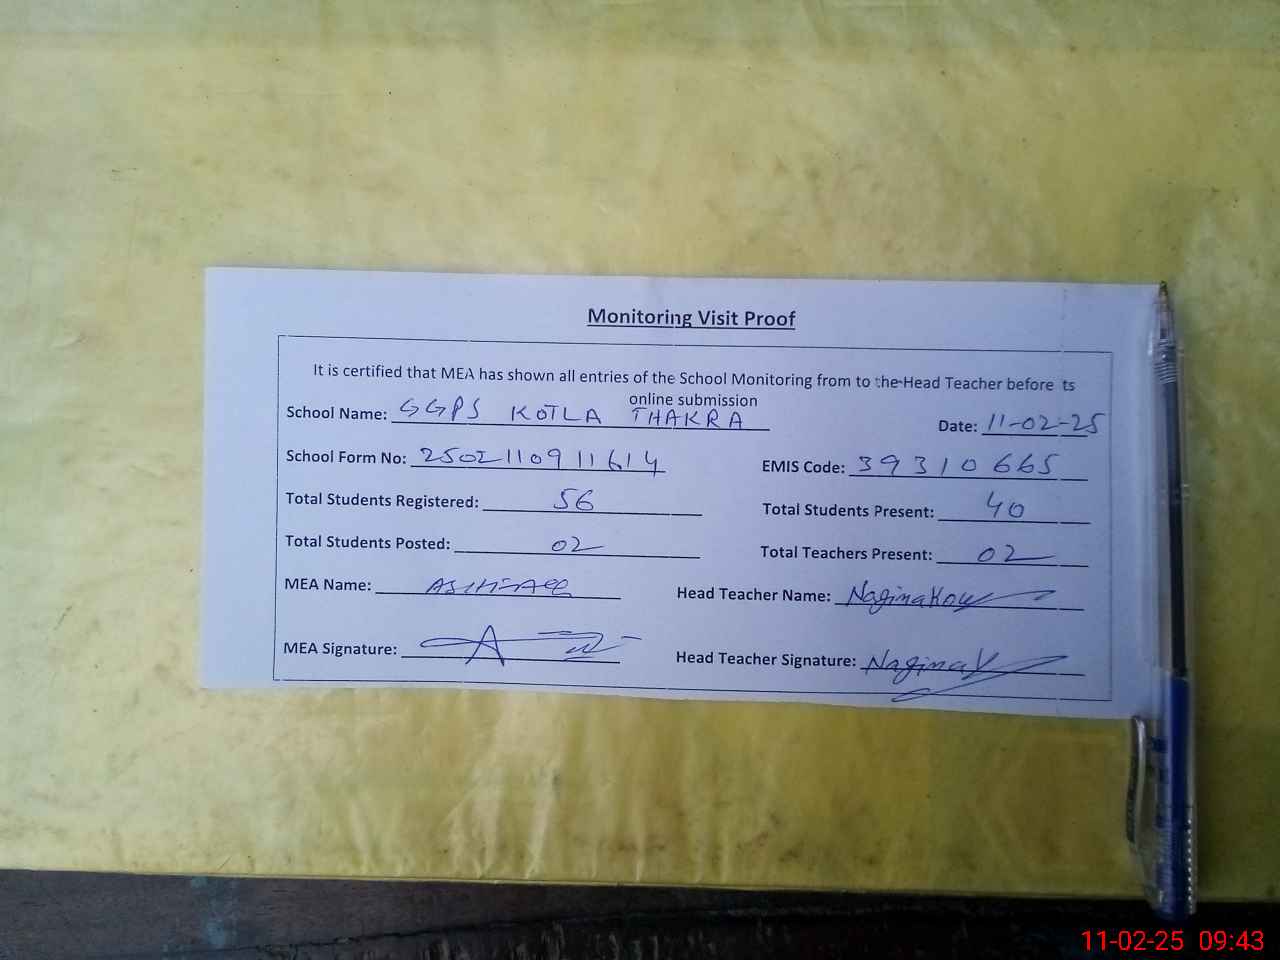 Monitoring Visit Proof
It is certified that MEA has shown all entries of the School Monitoring from to the Head Teacher before its
online submission
School Name: GGPS KOTLA THAKRA Date: 11-02-25
School Form No: 2502110911614 EMIS Code: 39310665
Total Students Registered: 56 Total Students Present: 40
Total Students Posted: 02 Total Teachers Present: 02
MEA Name: Head Teacher Name: Nagina
MEA Signature: Head Teacher Signature: Nagina
11-02-25 09:43